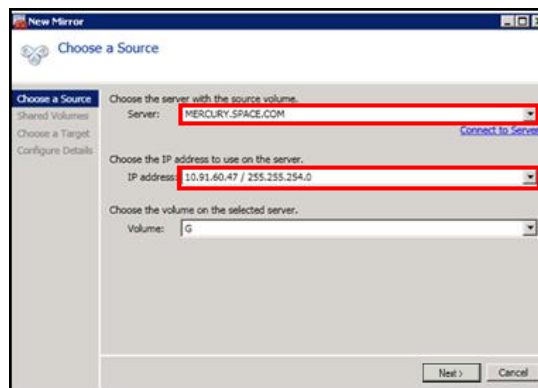 New Mirror
Choose a Source
Choose a Source
Shared Volumes
Choose a Target
Configure Details
Choose the server with the source volume.
Server: MERCURY.SPACE.COM
Connect to Server
Choose the IP address to use on the server.
IP address: 10.91.60.47 / 255.255.254.0
Choose the volume on the selected server.
Volume: G
Next >
Cancel